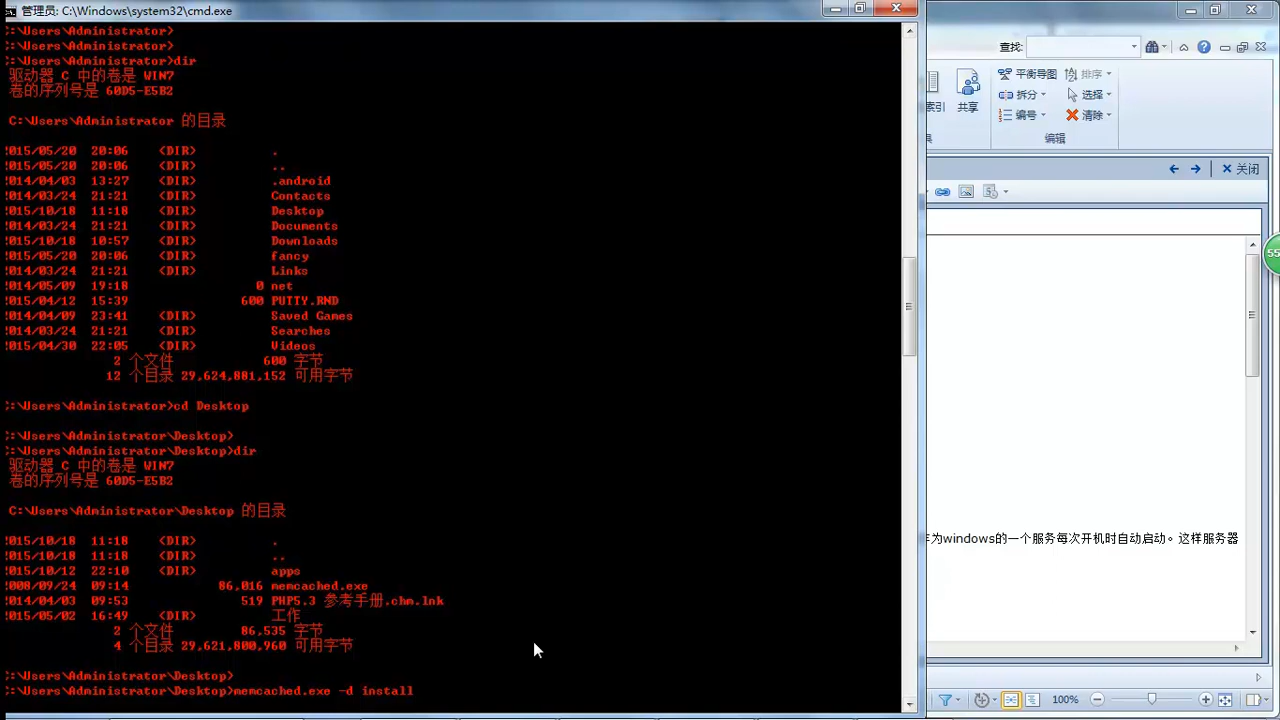 管理员: C:\Windows\system32\cmd.exe
:\Users\Administrator>
:\Users\Administrator>
:\Users\Administrator>dir
驱动器 C 中的卷是 WIN7
卷的序列号是 60D5-E5B2
C:\Users\Administrator 的目录
015/05/20 20:06 <DIR> .
015/05/20 20:06 <DIR> ..
014/04/03 13:27 <DIR> .android
014/03/24 21:21 <DIR> Contacts
015/10/18 11:18 <DIR> Desktop
014/03/24 21:21 <DIR> Documents
015/10/18 10:57 <DIR> Downloads
015/05/20 20:06 <DIR> fancy
014/03/24 21:21 <DIR> Links
014/05/09 19:18 0 net
015/04/12 15:39 600 PUTTY.RND
014/04/09 23:41 <DIR> Saved Games
014/03/24 21:21 <DIR> Searches
015/04/30 22:05 <DIR> Videos
2 个文件 600 字节
12 个目录 29,624,881,152 可用字节
:\Users\Administrator>cd Desktop
:\Users\Administrator\Desktop>
:\Users\Administrator\Desktop>dir
驱动器 C 中的卷是 WIN7
卷的序列号是 60D5-E5B2
C:\Users\Administrator\Desktop 的目录
015/10/18 11:18 <DIR> .
015/10/18 11:18 <DIR> ..
015/10/12 22:10 <DIR> apps
008/09/24 09:14 86,016 memcached.exe
014/04/03 09:53 519 PHP5.3 参考手册.chm.lnk
015/05/02 16:49 <DIR> 工作
2 个文件 86,535 字节
4 个目录 29,621,800,960 可用字节
:\Users\Administrator\Desktop>
:\Users\Administrator\Desktop>memcached.exe -d install
查找:
平衡导图 排序
索引 共享 拆分 选择
编号 清除
编辑
关闭
55
为windows的一个服务每次开机时自动启动。这样服务器
100%